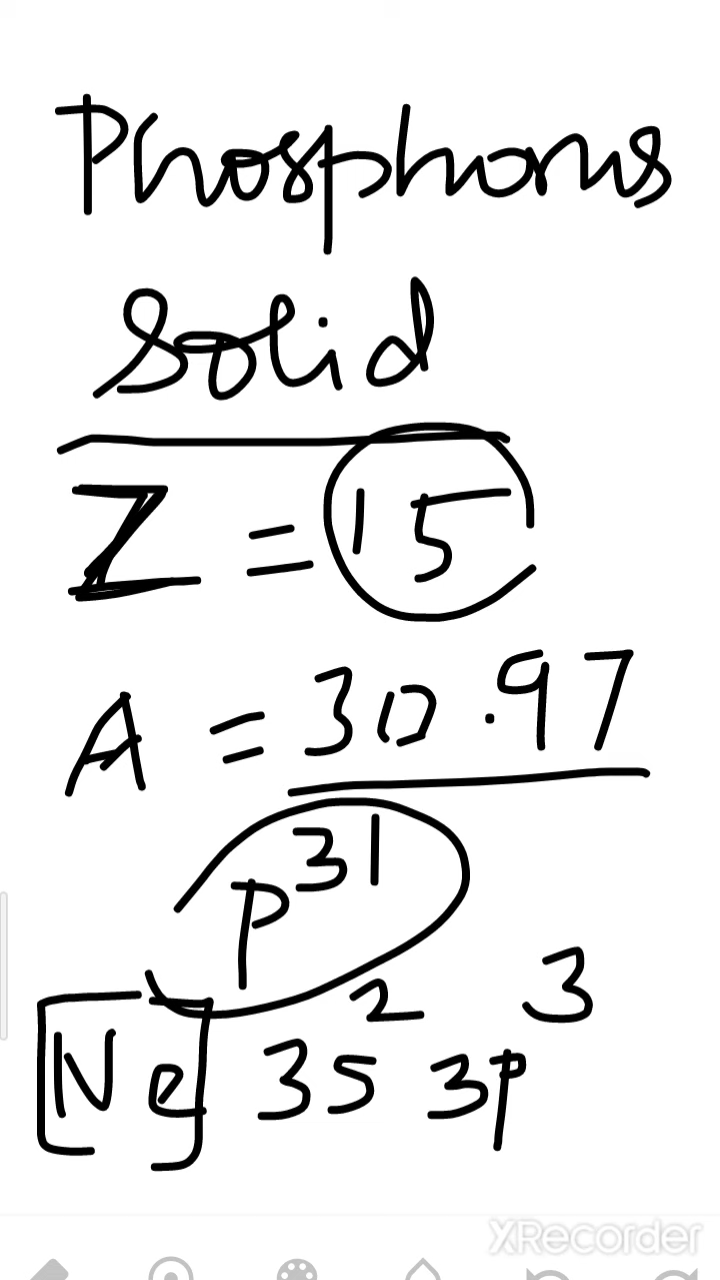 Phosphorus
Solid
Z = 15
A = 30.97
P³¹
[Ne] 3s² 3p³
XRecorder